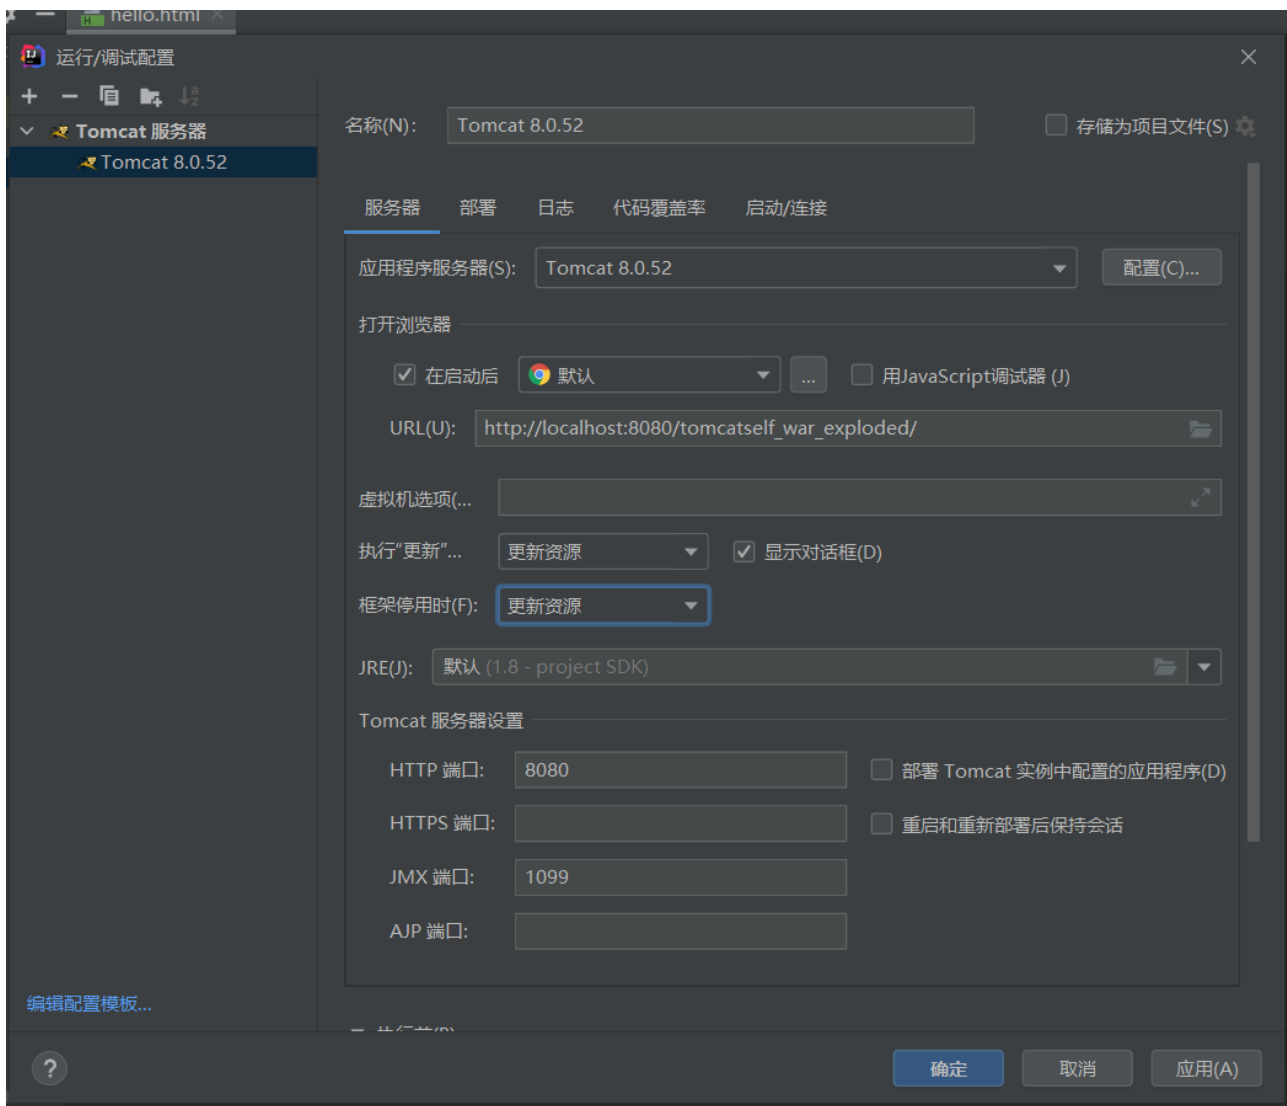 hello.html
运行/调试配置
Tomcat 服务器
Tomcat 8.0.52
编辑配置模板...
名称(N): Tomcat 8.0.52 存储为项目文件(S)
服务器 部署 日志 代码覆盖率 启动/连接
应用程序服务器(S): Tomcat 8.0.52 配置(C)...
打开浏览器
在启动后 默认 ... 用JavaScript调试器 (J)
URL(U): http://localhost:8080/tomcatself_war_exploded/
虚拟机选项(...
执行“更新”... 更新资源 显示对话框(D)
框架停用时(F): 更新资源
JRE(J): 默认 (1.8 - project SDK)
Tomcat 服务器设置
HTTP 端口: 8080 部署 Tomcat 实例中配置的应用程序(D)
HTTPS 端口: 重启和重新部署后保持会话
JMX 端口: 1099
AJP 端口:
? 确定 取消 应用(A)